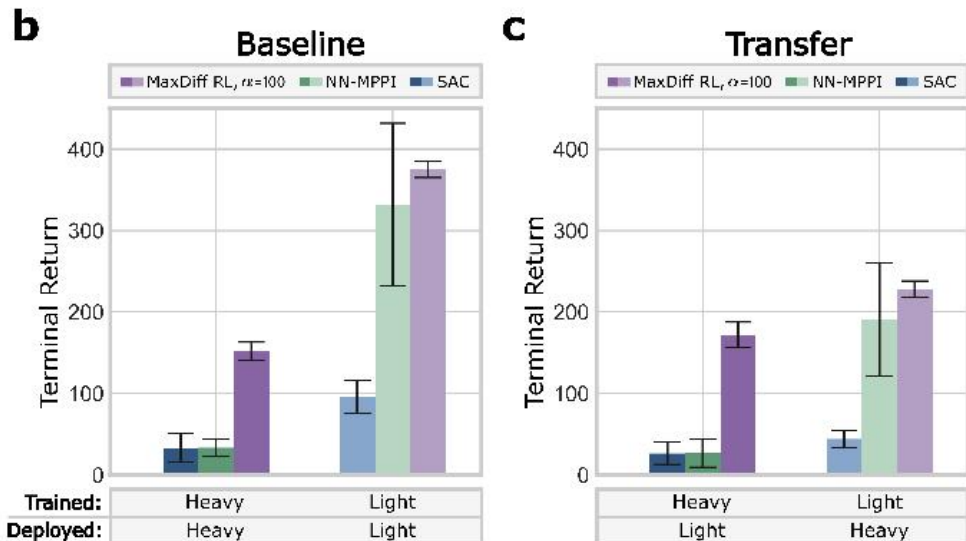 b
Baseline
MaxDiff RL, α=100 NN-MPPI SAC
Terminal Return
400
300
200
100
0
Trained: Heavy Light
Deployed: Heavy Light
c
Transfer
MaxDiff RL, α=100 NN-MPPI SAC
Terminal Return
400
300
200
100
0
Heavy Light
Light Heavy